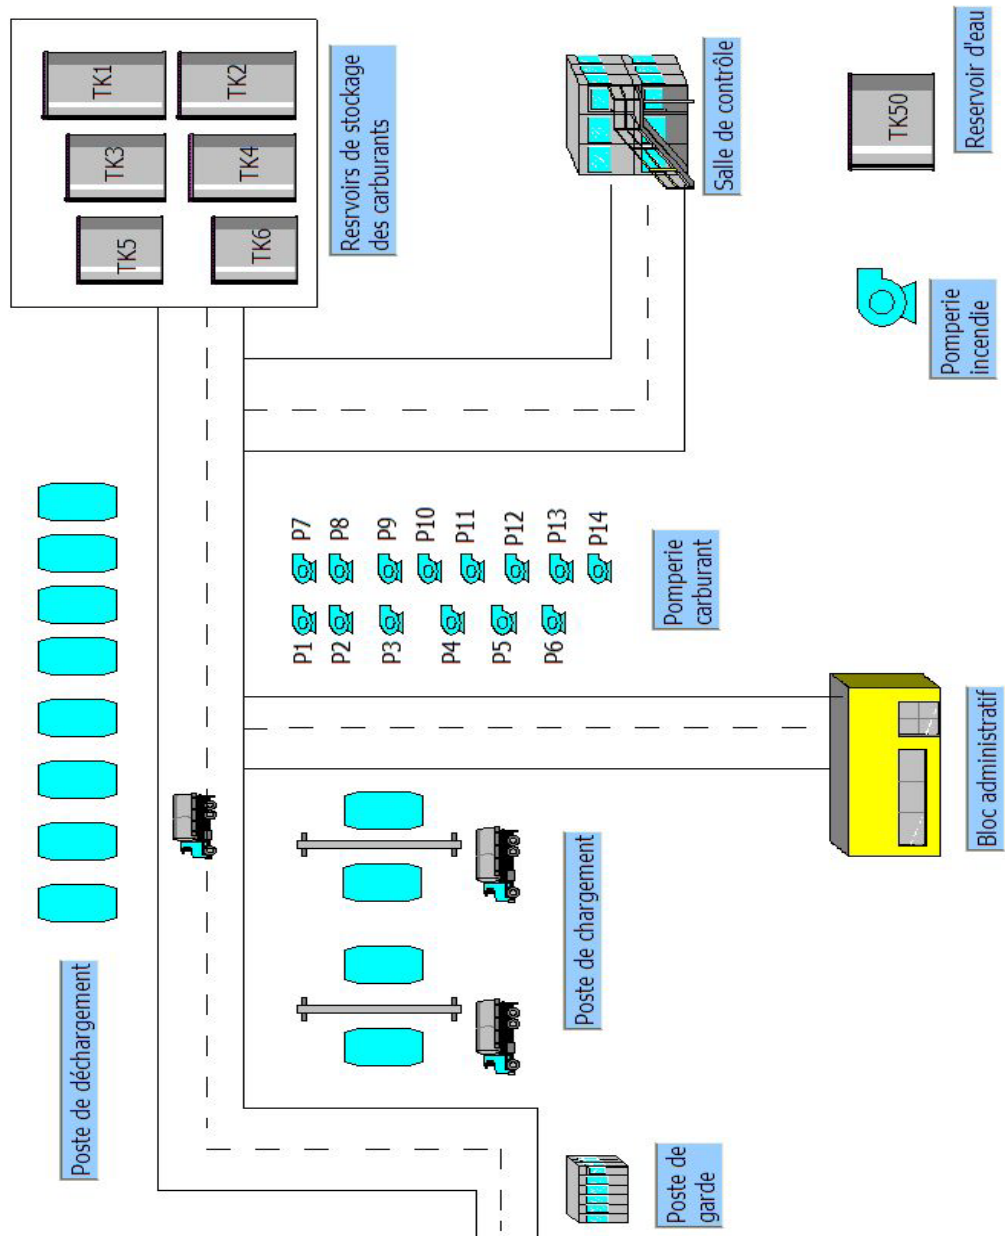 TK1
TK2
TK3
TK4
TK5
TK6
Resrvoirs de stockage
des carburants
Salle de contrôle
TK50
Reservoir d'eau
Pomperie
incendie
P7
P8
P9
P10
P11
P12
P13
P14
P1
P2
P3
P4
P5
P6
Pomperie
carburant
Bloc administratif
Poste de chargement
Poste de déchargement
Poste de
garde